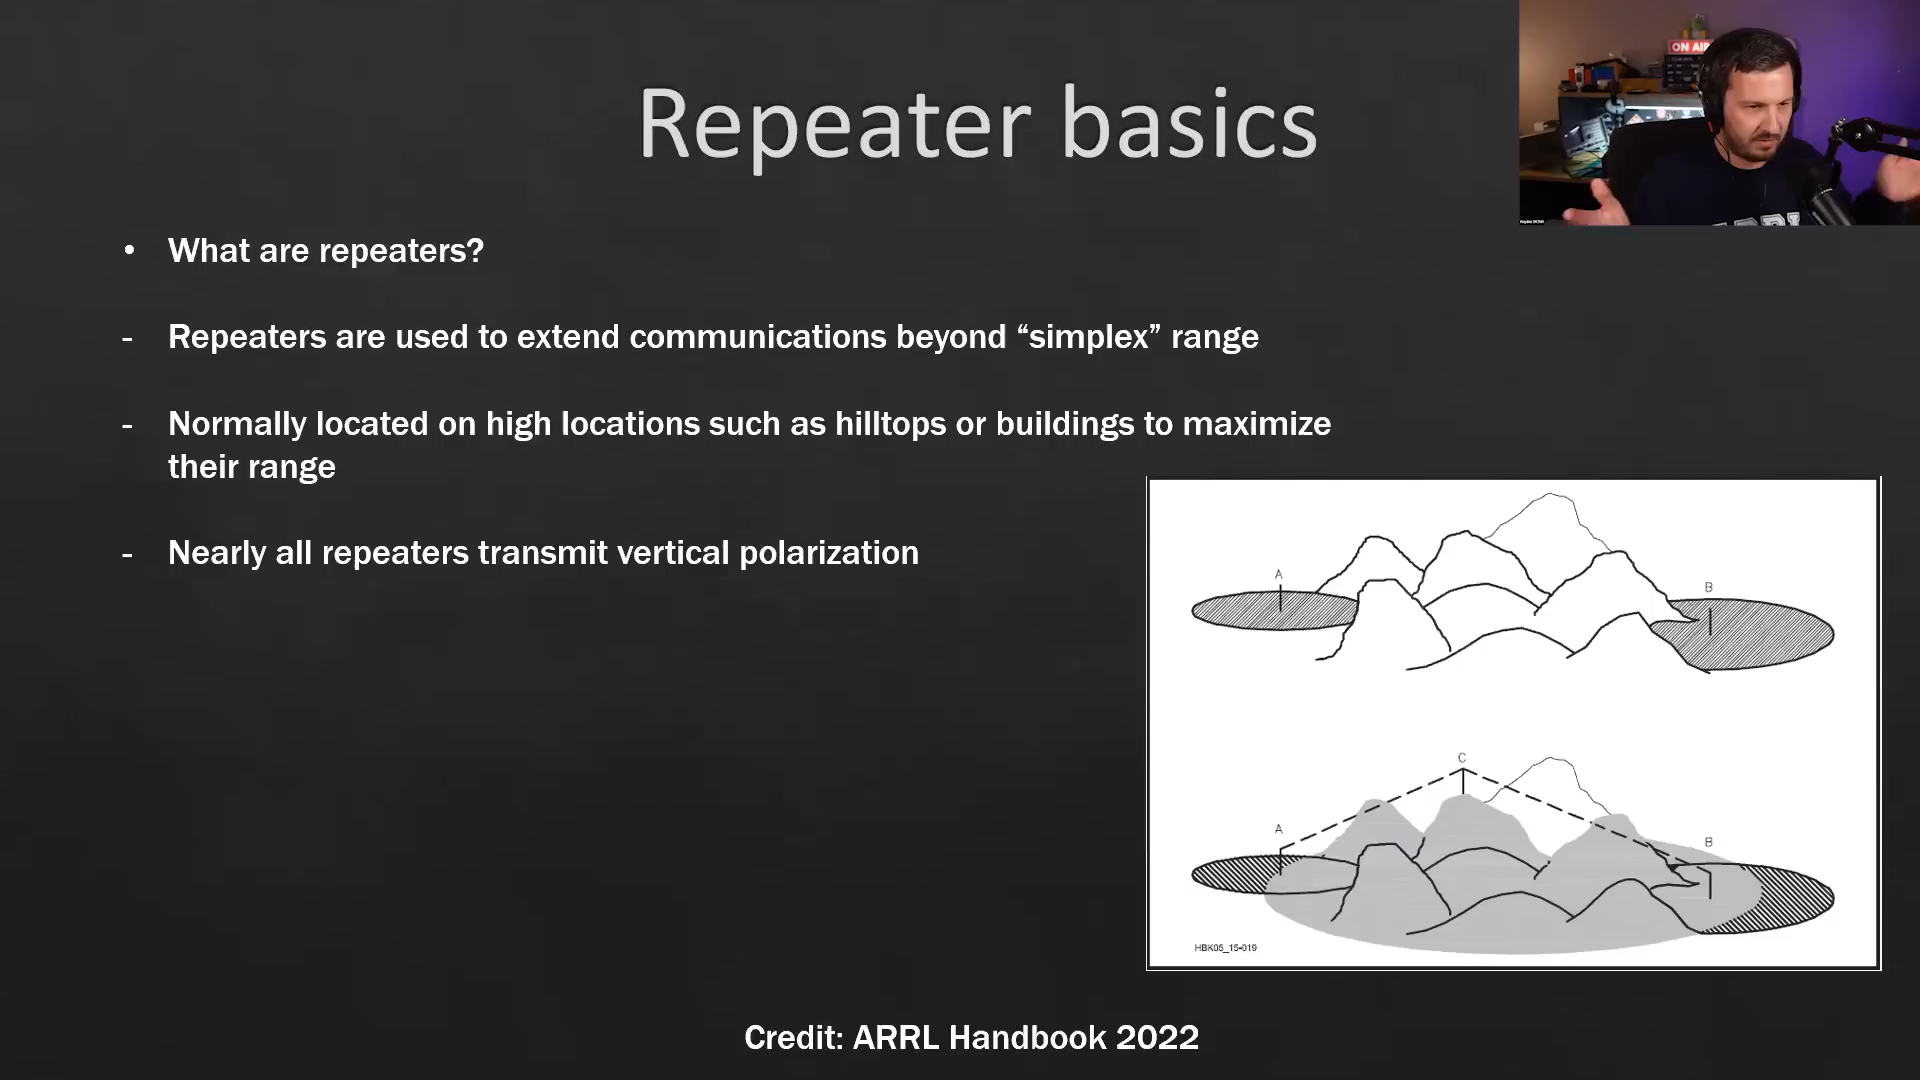 Repeater basics
ON AIR
• What are repeaters?
- Repeaters are used to extend communications beyond “simplex” range
- Normally located on high locations such as hilltops or buildings to maximize
their range
- Nearly all repeaters transmit vertical polarization
A
B
C
A
B
HBK05_15-019
Credit: ARRL Handbook 2022